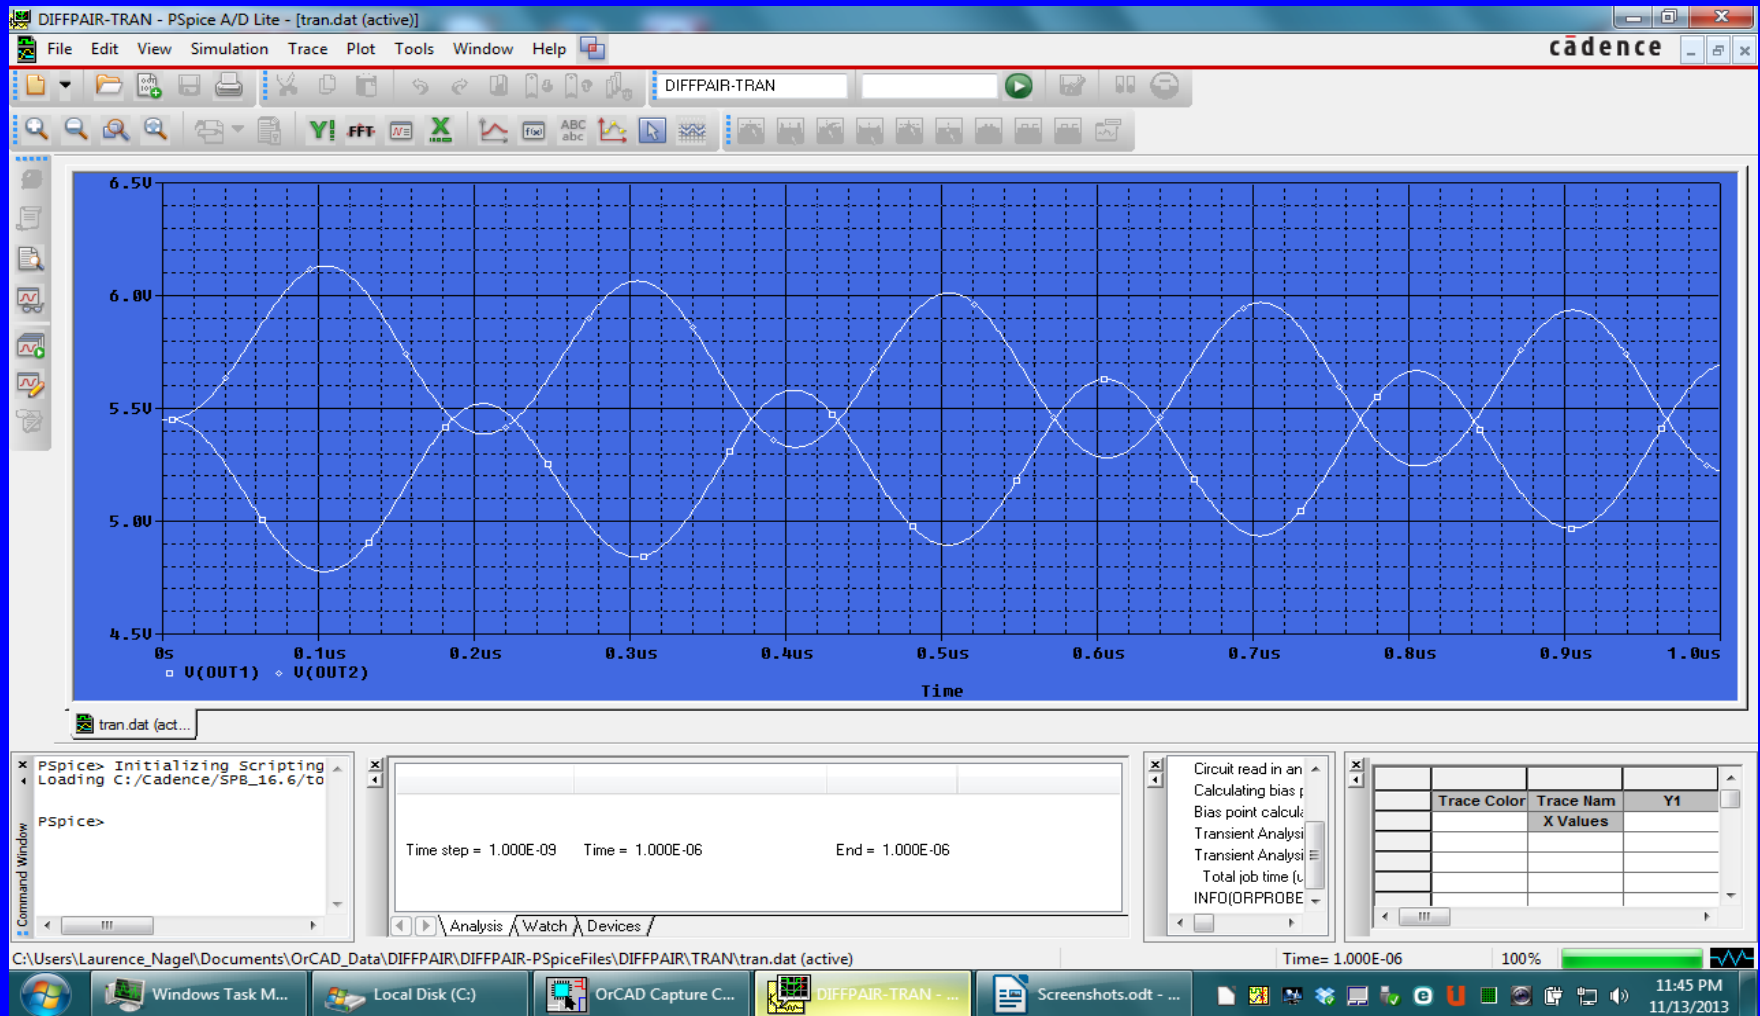 DIFFPAIR-TRAN - PSpice A/D Lite - [tran.dat (active)]
File Edit View Simulation Trace Plot Tools Window Help
cādence
DIFFPAIR-TRAN
FFT
ABC
abc
6.5V
6.0V
5.5V
5.0V
4.5V
0s 0.1us 0.2us 0.3us 0.4us 0.5us 0.6us 0.7us 0.8us 0.9us 1.0us
V(OUT1) V(OUT2)
Time
tran.dat (act...
Command Window
PSpice> Initializing Scripting
Loading C:/Cadence/SPB_16.6/to
PSpice>
Time step = 1.000E-09 Time = 1.000E-06 End = 1.000E-06
Analysis Watch Devices
Circuit read in an
Calculating bias p
Bias point calcula
Transient Analysi
Transient Analysi
Total job time (u
INFO(ORPROBE
Trace Color Trace Nam Y1
X Values
C:\Users\Laurence_Nagel\Documents\OrCAD_Data\DIFFPAIR\DIFFPAIR-PSpiceFiles\DIFFPAIR\TRAN\tran.dat (active)
Time= 1.000E-06 100%
Windows Task M...
Local Disk (C:)
OrCAD Capture C...
DIFFPAIR-TRAN - ...
Screenshots.odt - ...
11:45 PM
11/13/2013